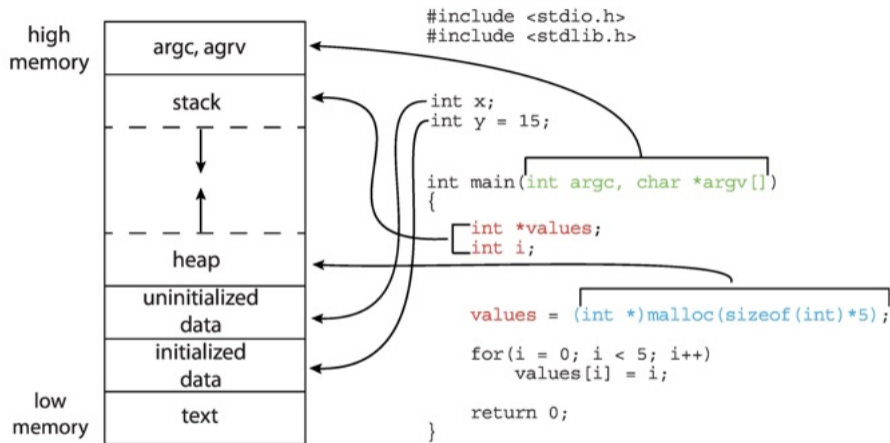 high
memory
argc, agrv
stack
heap
uninitialized
data
initialized
data
low
memory
text
#include <stdio.h>
#include <stdlib.h>
int x;
int y = 15;
int main(int argc, char *argv[])
{
int *values;
int i;
values = (int *)malloc(sizeof(int)*5);
for(i = 0; i < 5; i++)
values[i] = i;
return 0;
}